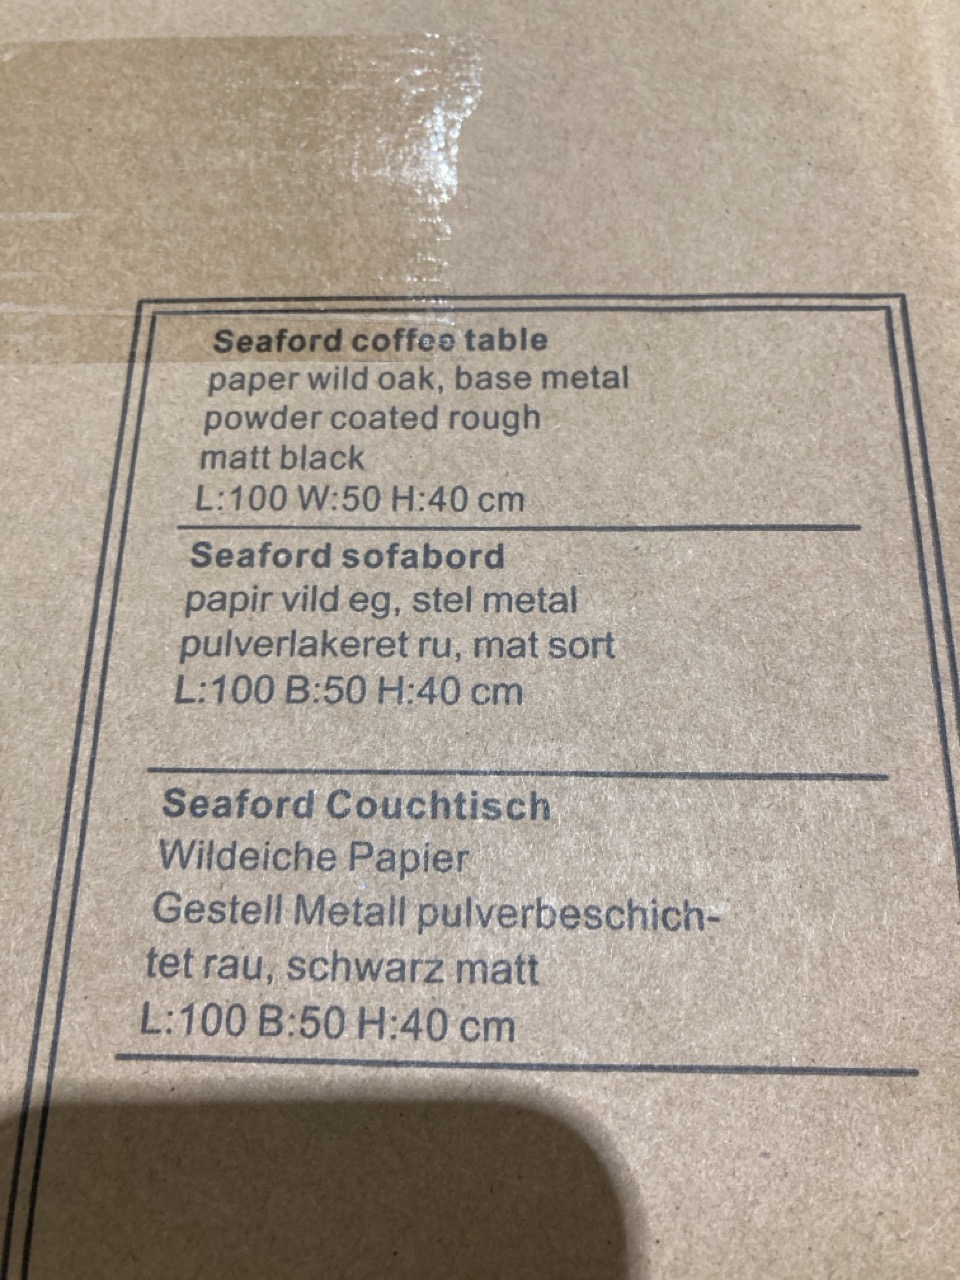 Seaford coffee table
paper wild oak, base metal
powder coated rough
matt black
L:100 W:50 H:40 cm
Seaford sofabord
papir vild eg, stel metal
pulverlakeret ru, mat sort
L:100 B:50 H:40 cm
Seaford Couchtisch
Wildeiche Papier
Gestell Metall pulverbeschich-
tet rau, schwarz matt
L:100 B:50 H:40 cm